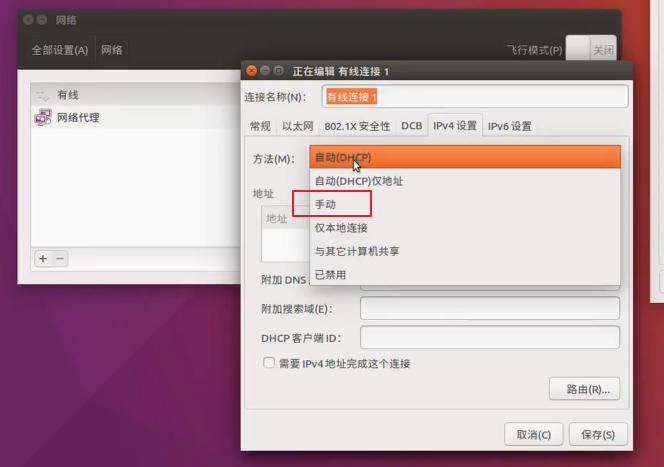 网络
全部设置(A) 网络
飞行模式(P) 关闭
有线
网络代理
正在编辑 有线连接 1
连接名称(N): 有线连接 1
常规 以太网 802.1X 安全性 DCB IPv4 设置 IPv6 设置
方法(M): 自动(DHCP)
自动(DHCP)仅地址
地址
手动
地址
仅本地连接
与其它计算机共享
已禁用
附加 DNS
附加搜索域(E):
DHCP 客户端 ID:
需要 IPv4 地址完成这个连接
路由(R)...
取消(C) 保存(S)